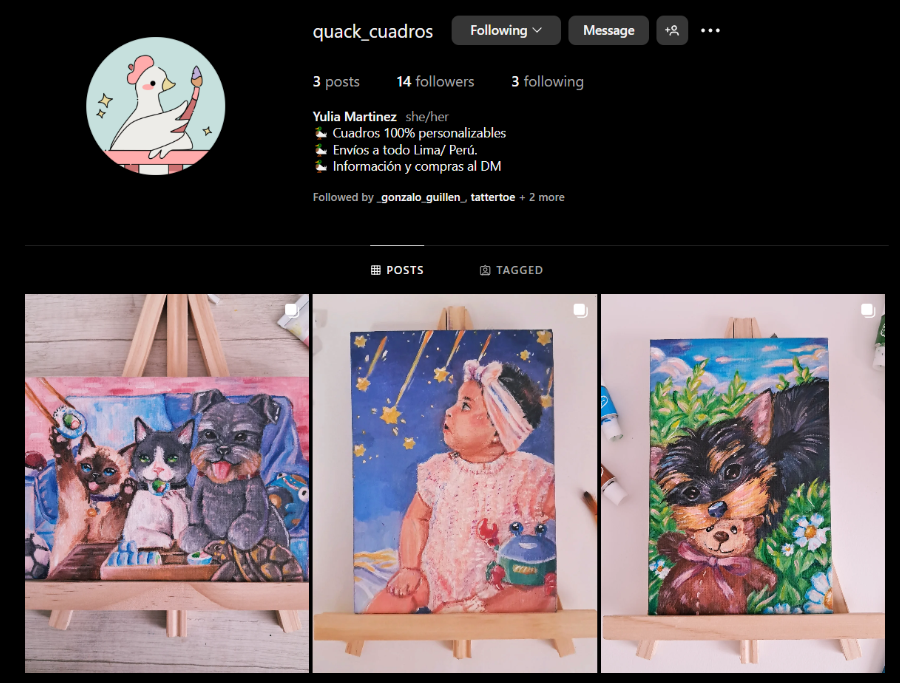 quack_cuadros Following Message
3 posts 14 followers 3 following
Yulia Martinez she/her
🦆 Cuadros 100% personalizables
🦆 Envíos a todo Lima/ Perú.
🦆 Información y compras al DM
Followed by _gonzalo_guillen_, tattertoe + 2 more
POSTS TAGGED